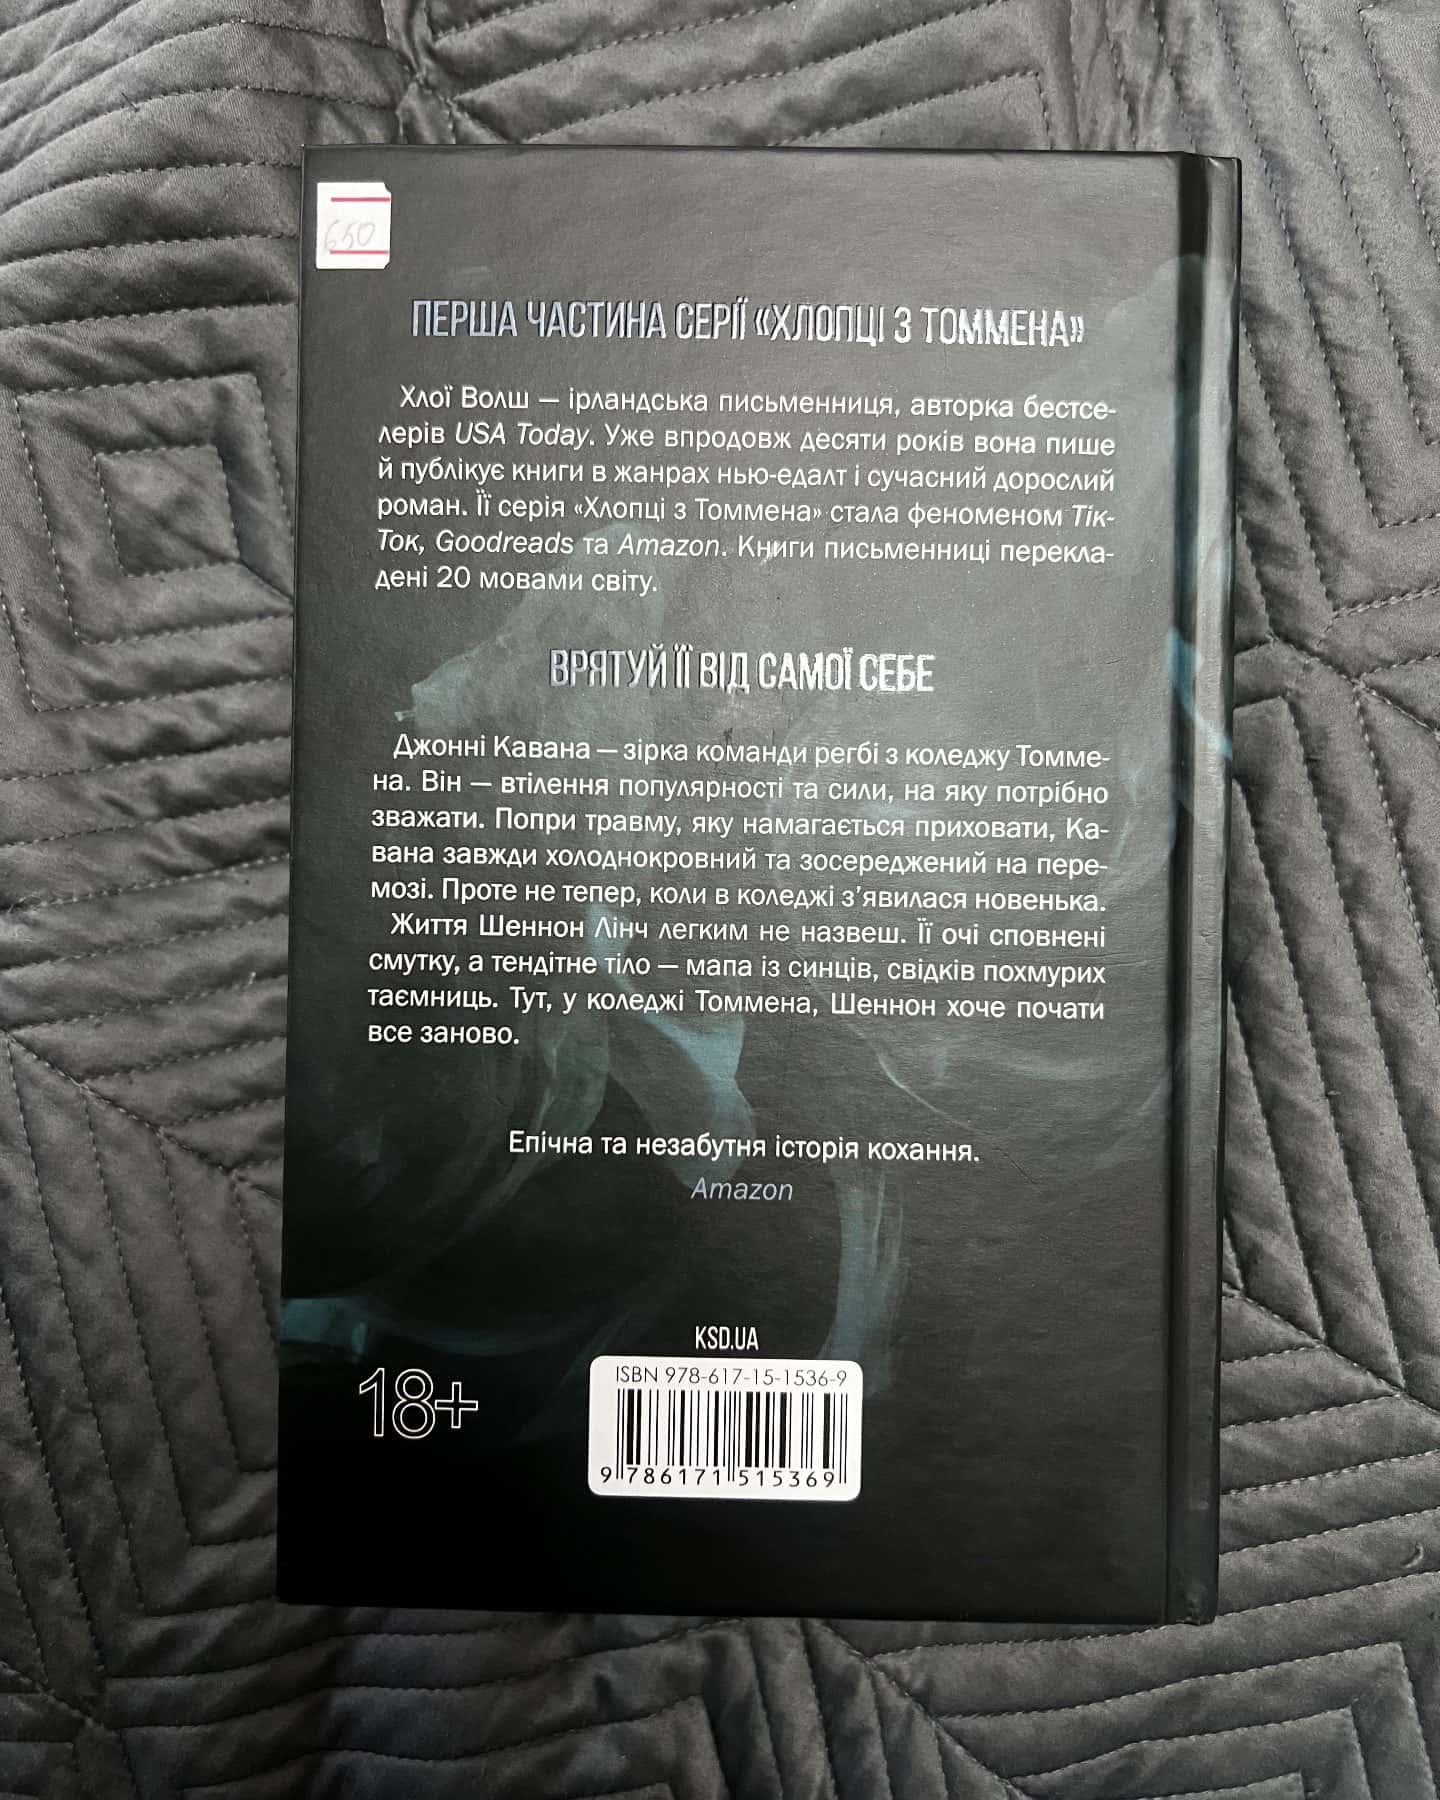 650
ПЕРША ЧАСТИНА СЕРІЇ «ХЛОПЦІ З ТОММЕНА»
Хлої Волш — ірландська письменниця, авторка бестсе-
лерів USA Today. Уже впродовж десяти років вона пише
й публікує книги в жанрах нью-едалт і сучасний дорослий
роман. Її серія «Хлопці з Томмена» стала феноменом Тік-
Ток, Goodreads та Amazon. Книги письменниці перекла-
дені 20 мовами світу.
ВРЯТУЙ ЇЇ ВІД САМОЇ СЕБЕ
Джонні Кавана — зірка команди регбі з коледжу Томме-
на. Він — втілення популярності та сили, на яку потрібно
зважати. Попри травму, яку намагається приховати, Ка-
вана завжди холоднокровний та зосереджений на пере-
мозі. Проте не тепер, коли в коледжі з’явилася новенька.
Життя Шеннон Лінч легким не назвеш. Її очі сповнені
смутку, а тендітне тіло — мапа із синців, свідків похмурих
таємниць. Тут, у коледжі Томмена, Шеннон хоче почати
все заново.
Епічна та незабутня історія кохання.
Amazon
KSD.UA
18+
ISBN 978-617-15-1536-9
9 786171 515369